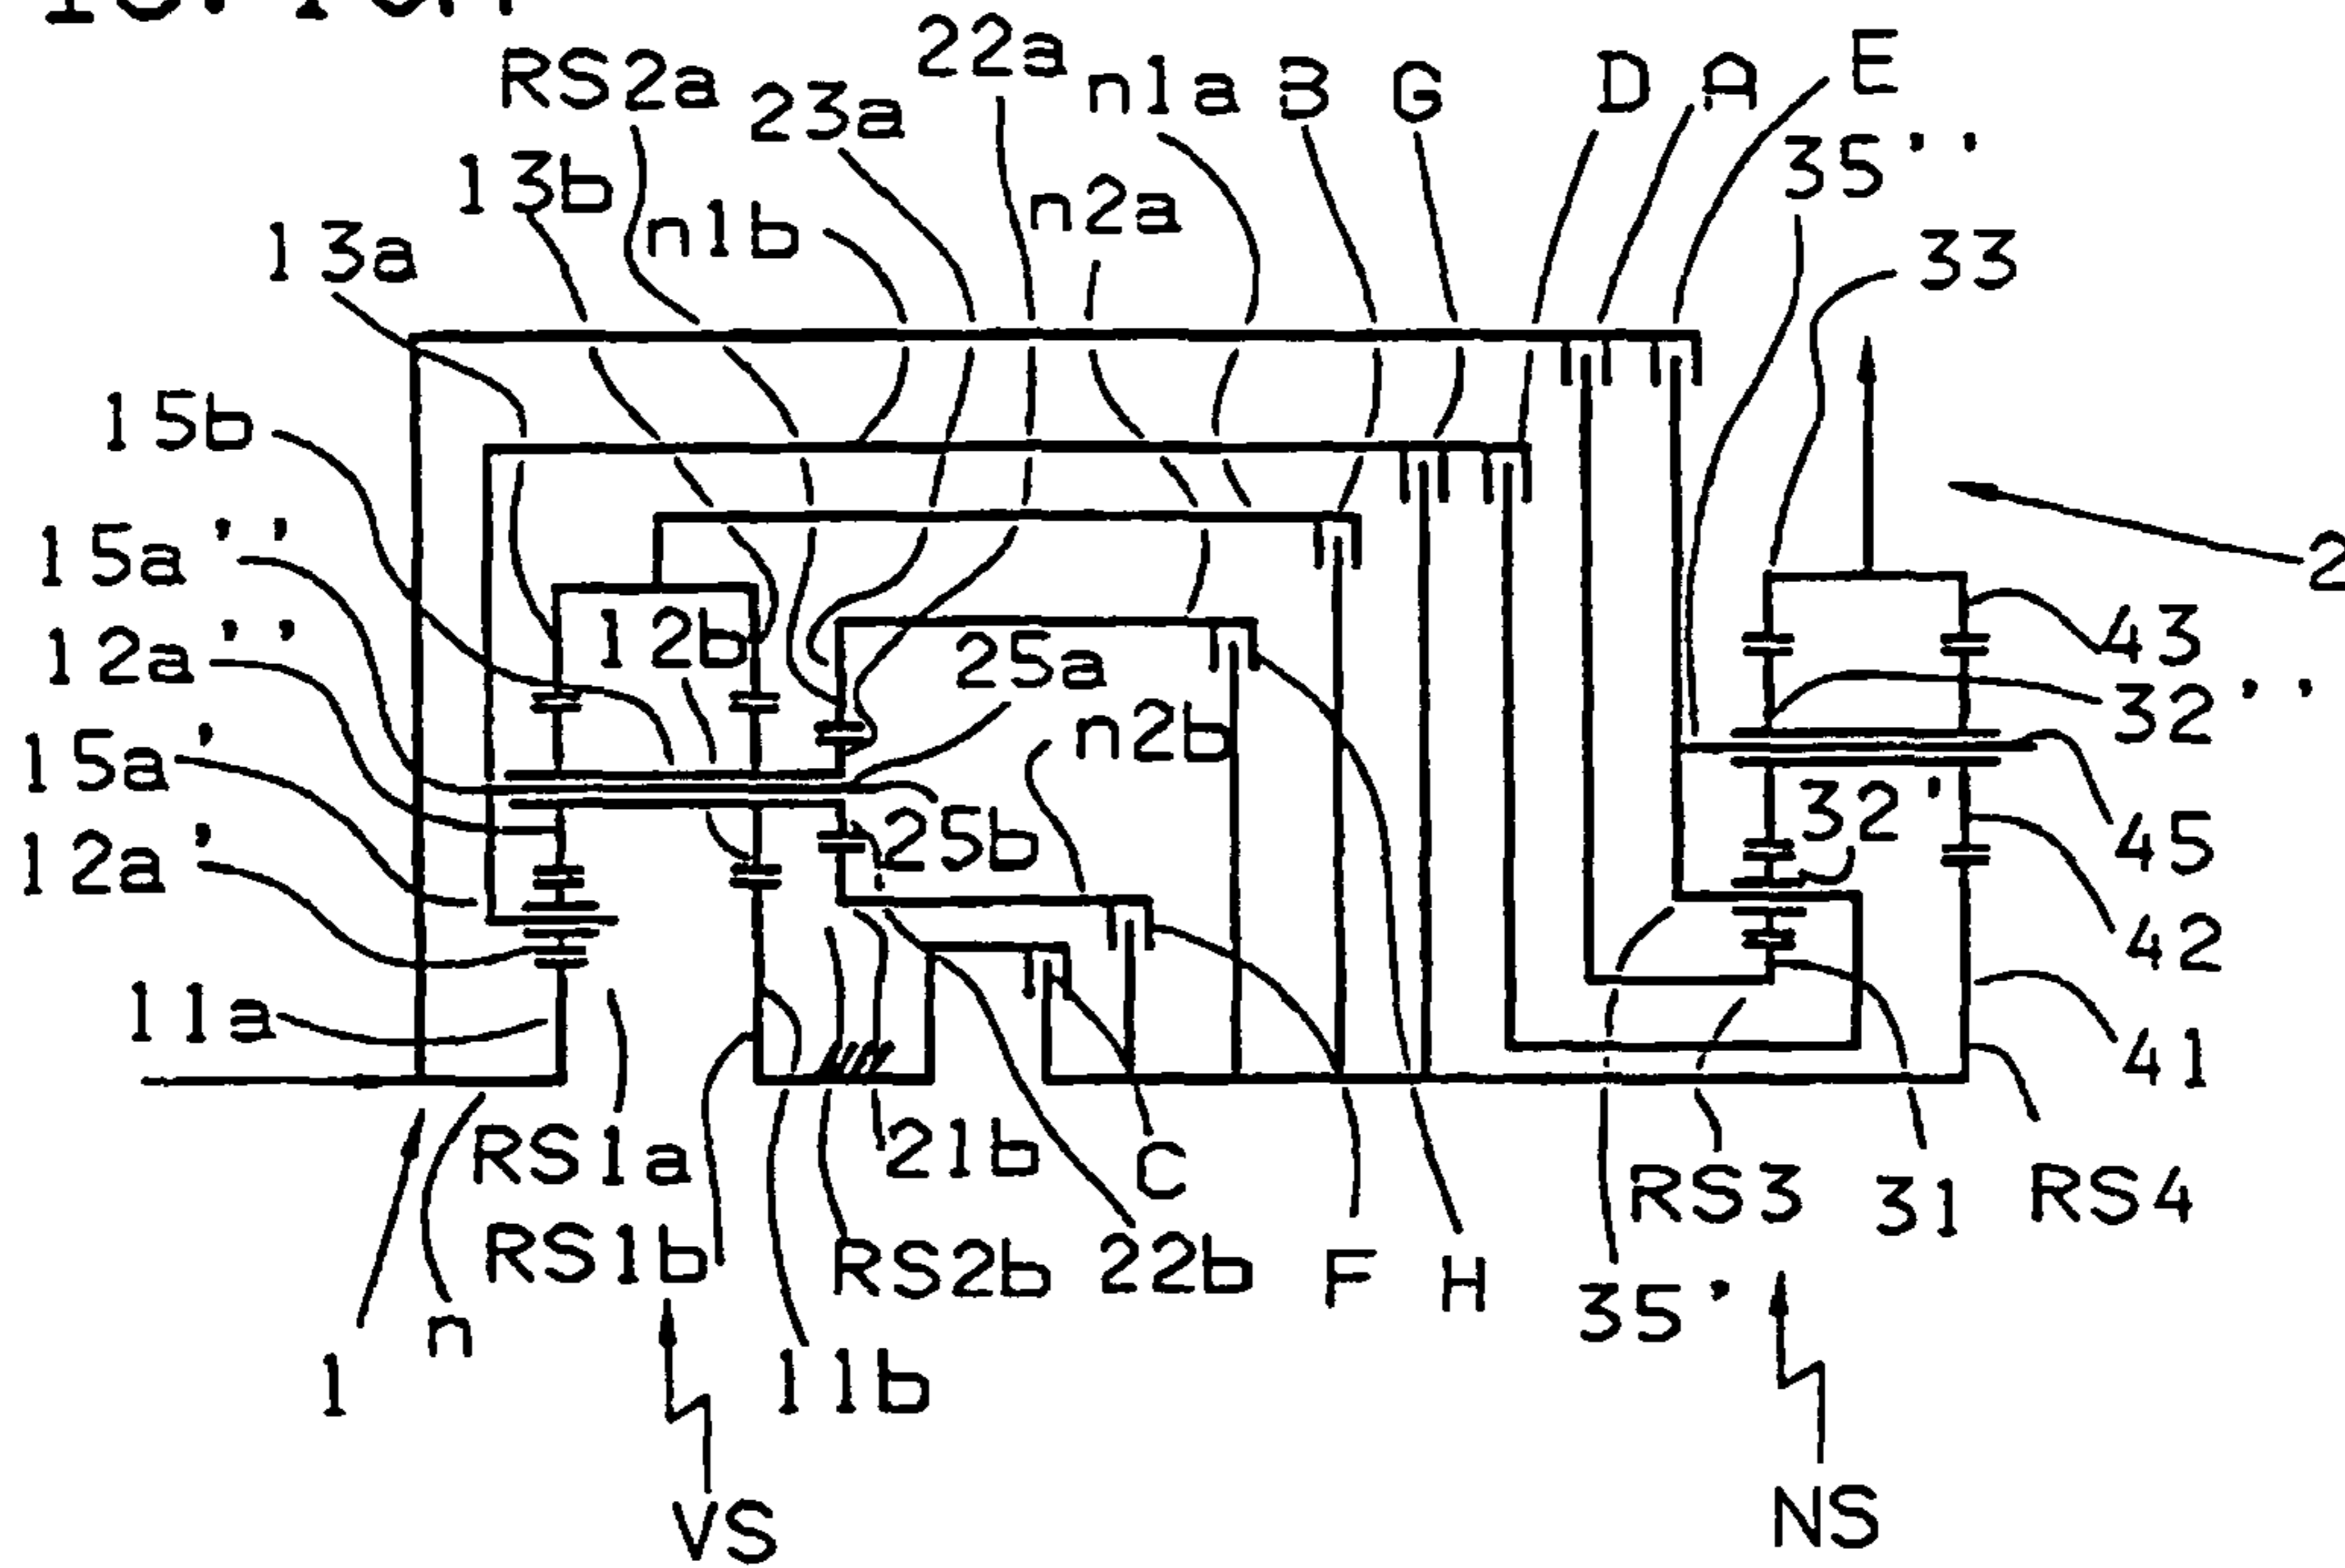 RS2a
23a
22a
n1a
B
G
D
A
E
13b
n1b
n2a
35''
13a
33
15b
15a''
12b
43
12a''
25a
32''
n2b
15a'
32'
45
12a'
25b
42
11a
41
RS1a
21b
C
RS3
31
RS4
RS1b
RS2b
22b
F
H
35'
1
n
11b
VS
NS
2